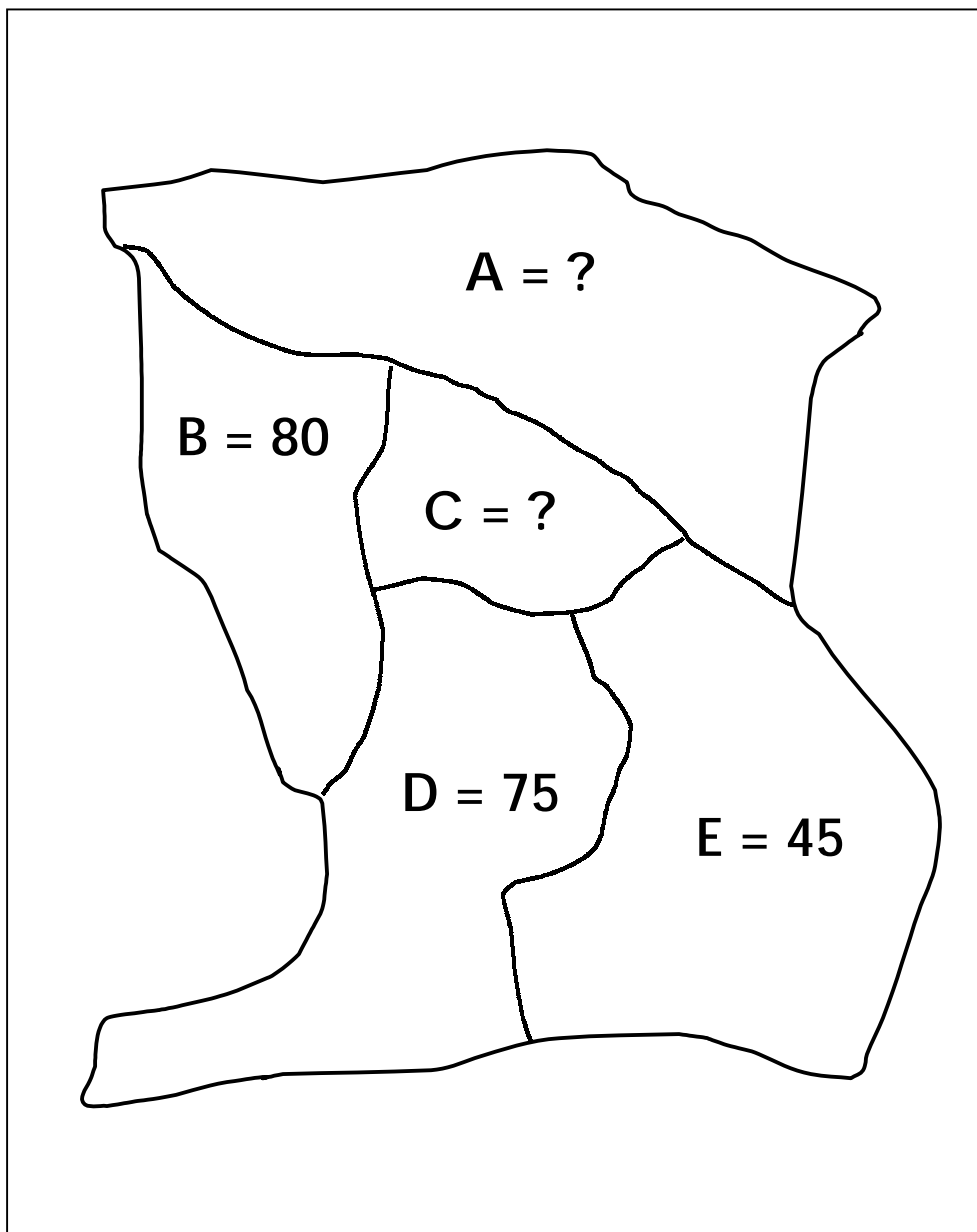 A = ?
B = 80
C = ?
D = 75
E = 45